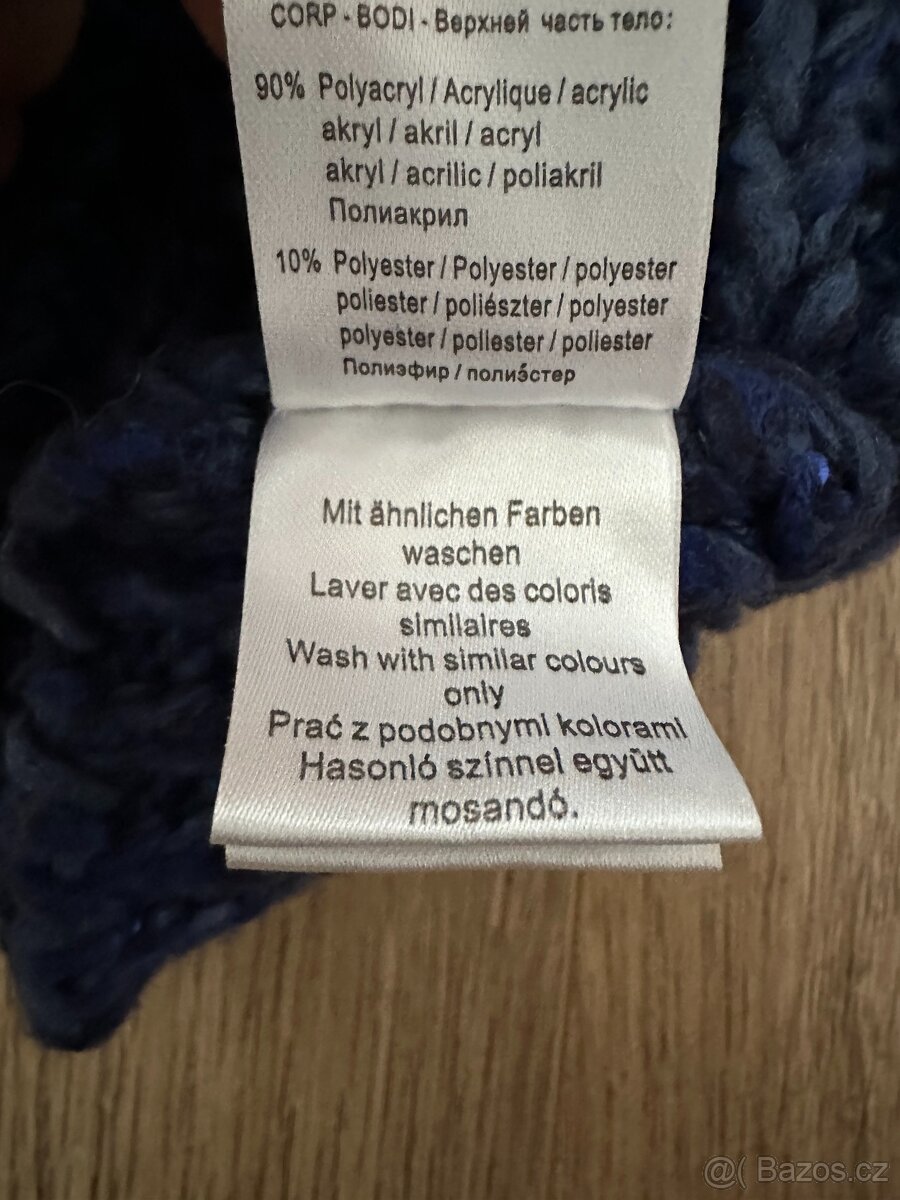 CORP - BODI - Верхней часть тело:
90% Polyacryl / Acrylique / acrylic
akryl / akril / acryl
akryl / acrilic / poliakril
Полиакрил
10% Polyester / Polyester / polyester
poliester / poliészter / polyester
polyester / poliester / poliester
Полиэфир / полиэ́стер
Mit ähnlichen Farben
waschen
Laver avec des coloris
similaires
Wash with similar colours
only
Prać z podobnymi kolorami
Hasonló színnel együtt
mosandó.
@( Bazos.cz